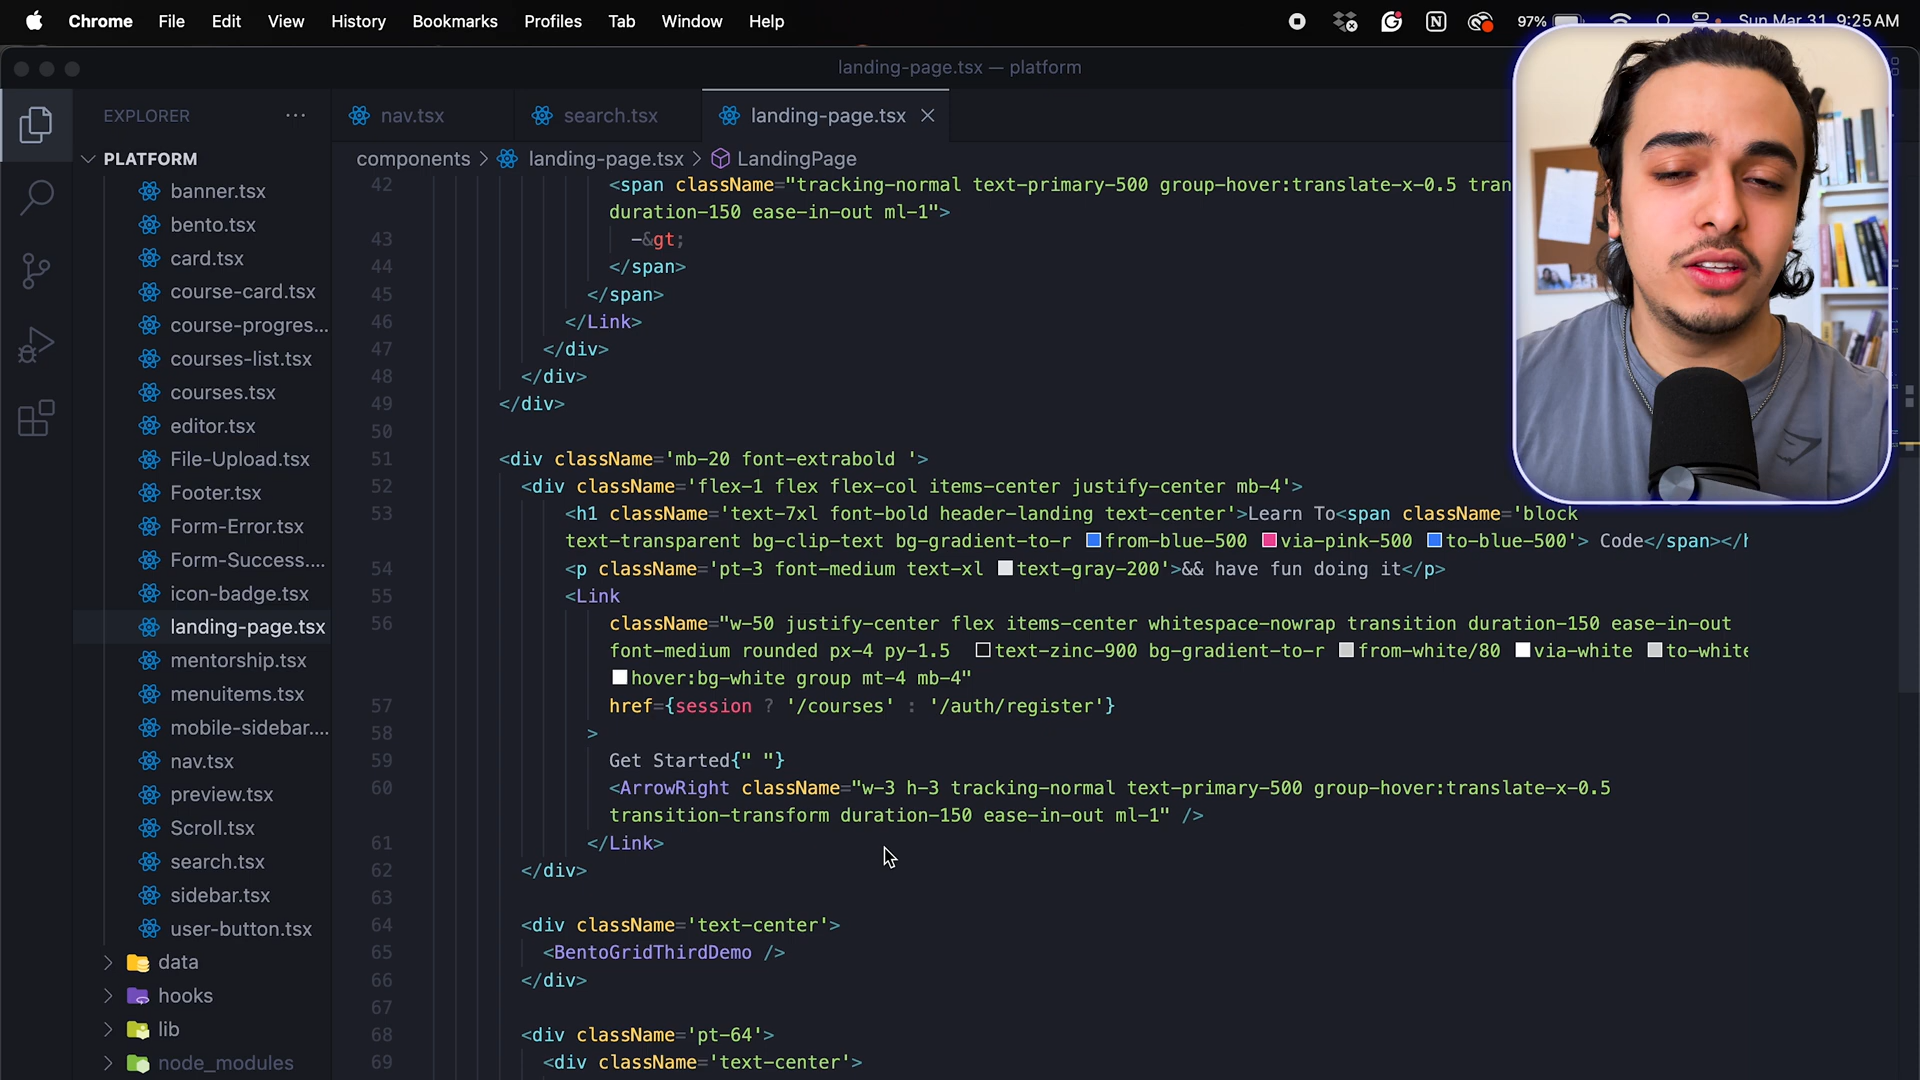 Chrome File Edit View History Bookmarks Profiles Tab Window Help 97% Sun Mar 31 9:25 AM
landing-page.tsx — platform
EXPLORER ···
nav.tsx search.tsx landing-page.tsx
PLATFORM
components > landing-page.tsx > LandingPage
banner.tsx
bento.tsx
card.tsx
course-card.tsx
course-progres...
courses-list.tsx
courses.tsx
editor.tsx
File-Upload.tsx
Footer.tsx
Form-Error.tsx
Form-Success....
icon-badge.tsx
landing-page.tsx
mentorship.tsx
menuitems.tsx
mobile-sidebar....
nav.tsx
preview.tsx
Scroll.tsx
search.tsx
sidebar.tsx
user-button.tsx
data
hooks
lib
node_modules
42 <span className="tracking-normal text-primary-500 group-hover:translate-x-0.5 tran
duration-150 ease-in-out ml-1">
43 -&gt;
44 </span>
45 </span>
46 </Link>
47 </div>
48 </div>
49 </div>
50
51 <div className='mb-20 font-extrabold '>
52 <div className='flex-1 flex flex-col items-center justify-center mb-4'>
53 <h1 className='text-7xl font-bold header-landing text-center'>Learn To<span className='block
text-transparent bg-clip-text bg-gradient-to-r from-blue-500 via-pink-500 to-blue-500'> Code</span></h
54 <p className='pt-3 font-medium text-xl text-gray-200'>&& have fun doing it</p>
55 <Link
56 className="w-50 justify-center flex items-center whitespace-nowrap transition duration-150 ease-in-out
font-medium rounded px-4 py-1.5 text-zinc-900 bg-gradient-to-r from-white/80 via-white to-white
hover:bg-white group mt-4 mb-4"
57 href={session ? '/courses' : '/auth/register'}
58 >
59 Get Started{" "}
60 <ArrowRight className="w-3 h-3 tracking-normal text-primary-500 group-hover:translate-x-0.5
transition-transform duration-150 ease-in-out ml-1" />
61 </Link>
62 </div>
63
64 <div className='text-center'>
65 <BentoGridThirdDemo />
66 </div>
67
68 <div className='pt-64'>
69 <div className='text-center'>